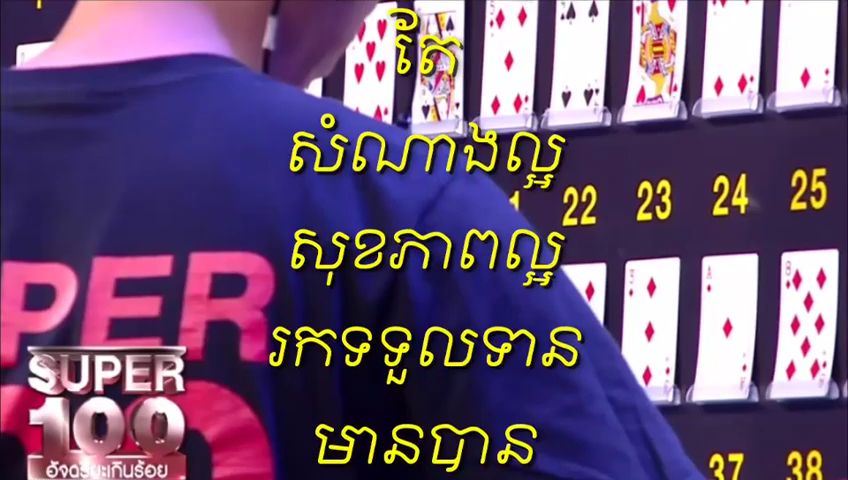 តែ
សំណាងល្អ
សុខភាពល្អ
រកទទួលទាន
មានបាន
22 23 24 25
PER
SUPER
100
อัจฉริยะเกินร้อย
37 38